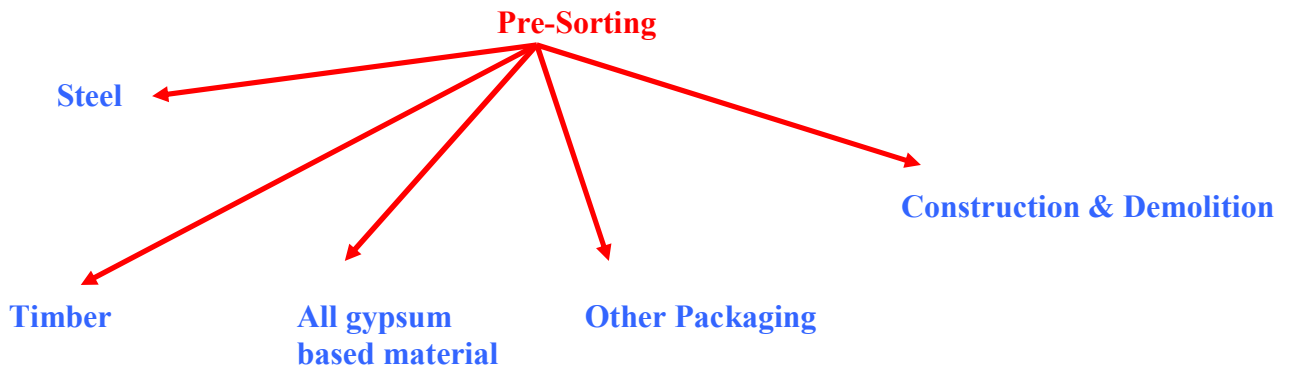 Pre-Sorting
Steel
Construction & Demolition
Timber
All gypsum
based material
Other Packaging